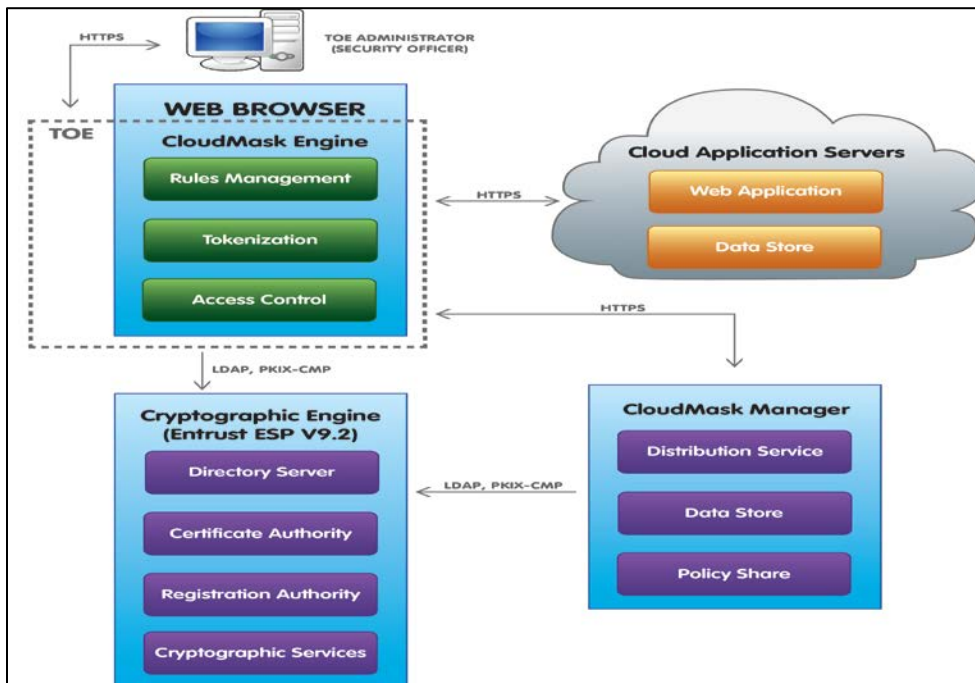 HTTPS
TOE ADMINISTRATOR
(SECURITY OFFICER)
WEB BROWSER
TOE
CloudMask Engine
Rules Management
Tokenization
Access Control
HTTPS
Cloud Application Servers
Web Application
Data Store
HTTPS
LDAP, PKIX-CMP
Cryptographic Engine
(Entrust ESP V9.2)
Directory Server
Certificate Authority
Registration Authority
Cryptographic Services
LDAP, PKIX-CMP
CloudMask Manager
Distribution Service
Data Store
Policy Share